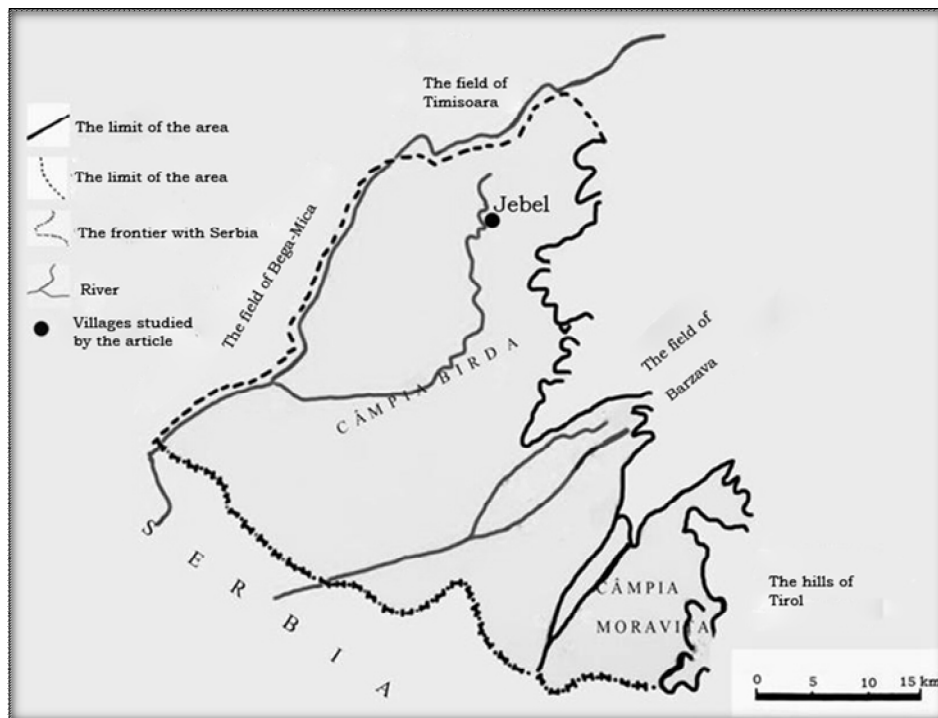 The field of
Timisoara
The limit of the area
The limit of the area
The frontier with Serbia
River
Villages studied
by the article
Jebel
The field of Bega-Mica
The field of
Barzava
CÂMPIA BIRDA
SERBIA
CÂMPIA
MORAVIȚA
The hills of
Tirol
0 5 10 15 km